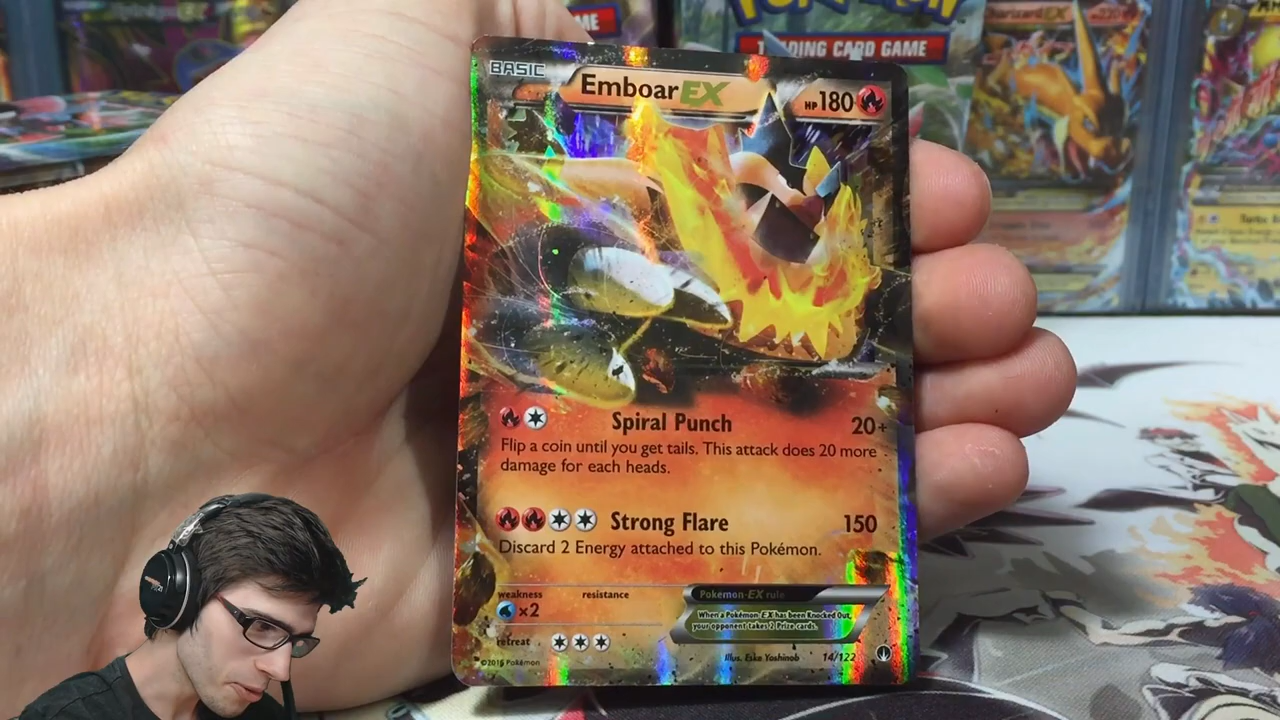 TRADING CARD GAME
BASIC
Emboar EX
HP180
Spiral Punch
20+
Flip a coin until you get tails. This attack does 20 more
damage for each heads.
Strong Flare
150
Discard 2 Energy attached to this Pokémon.
weakness
resistance
×2
retreat
Pokémon-EX rule
When a Pokémon-EX has been Knocked Out,
your opponent takes 2 Prize cards.
Illus. Eske Yoshinob
14/122
©2016 Pokémon